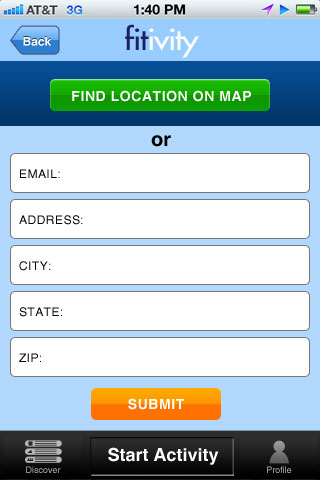 AT&T 3G 1:40 PM
Back fitivity
FIND LOCATION ON MAP
or
EMAIL:
ADDRESS:
CITY:
STATE:
ZIP:
SUBMIT
Discover Start Activity Profile